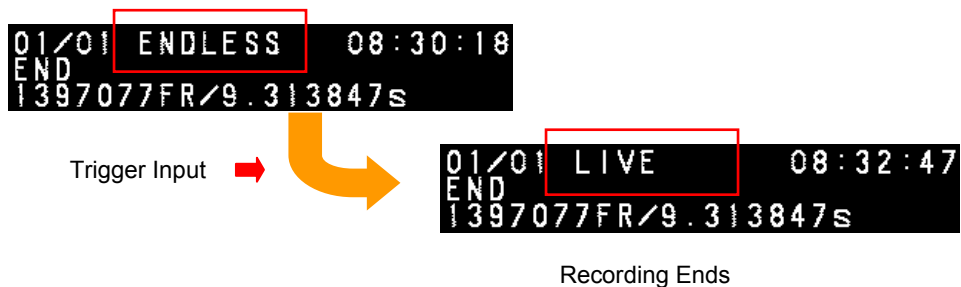 01/01 ENDLESS 08:30:18
END
1397077FR/9.313847s
Trigger Input
01/01 LIVE 08:32:47
END
1397077FR/9.313847s
Recording Ends